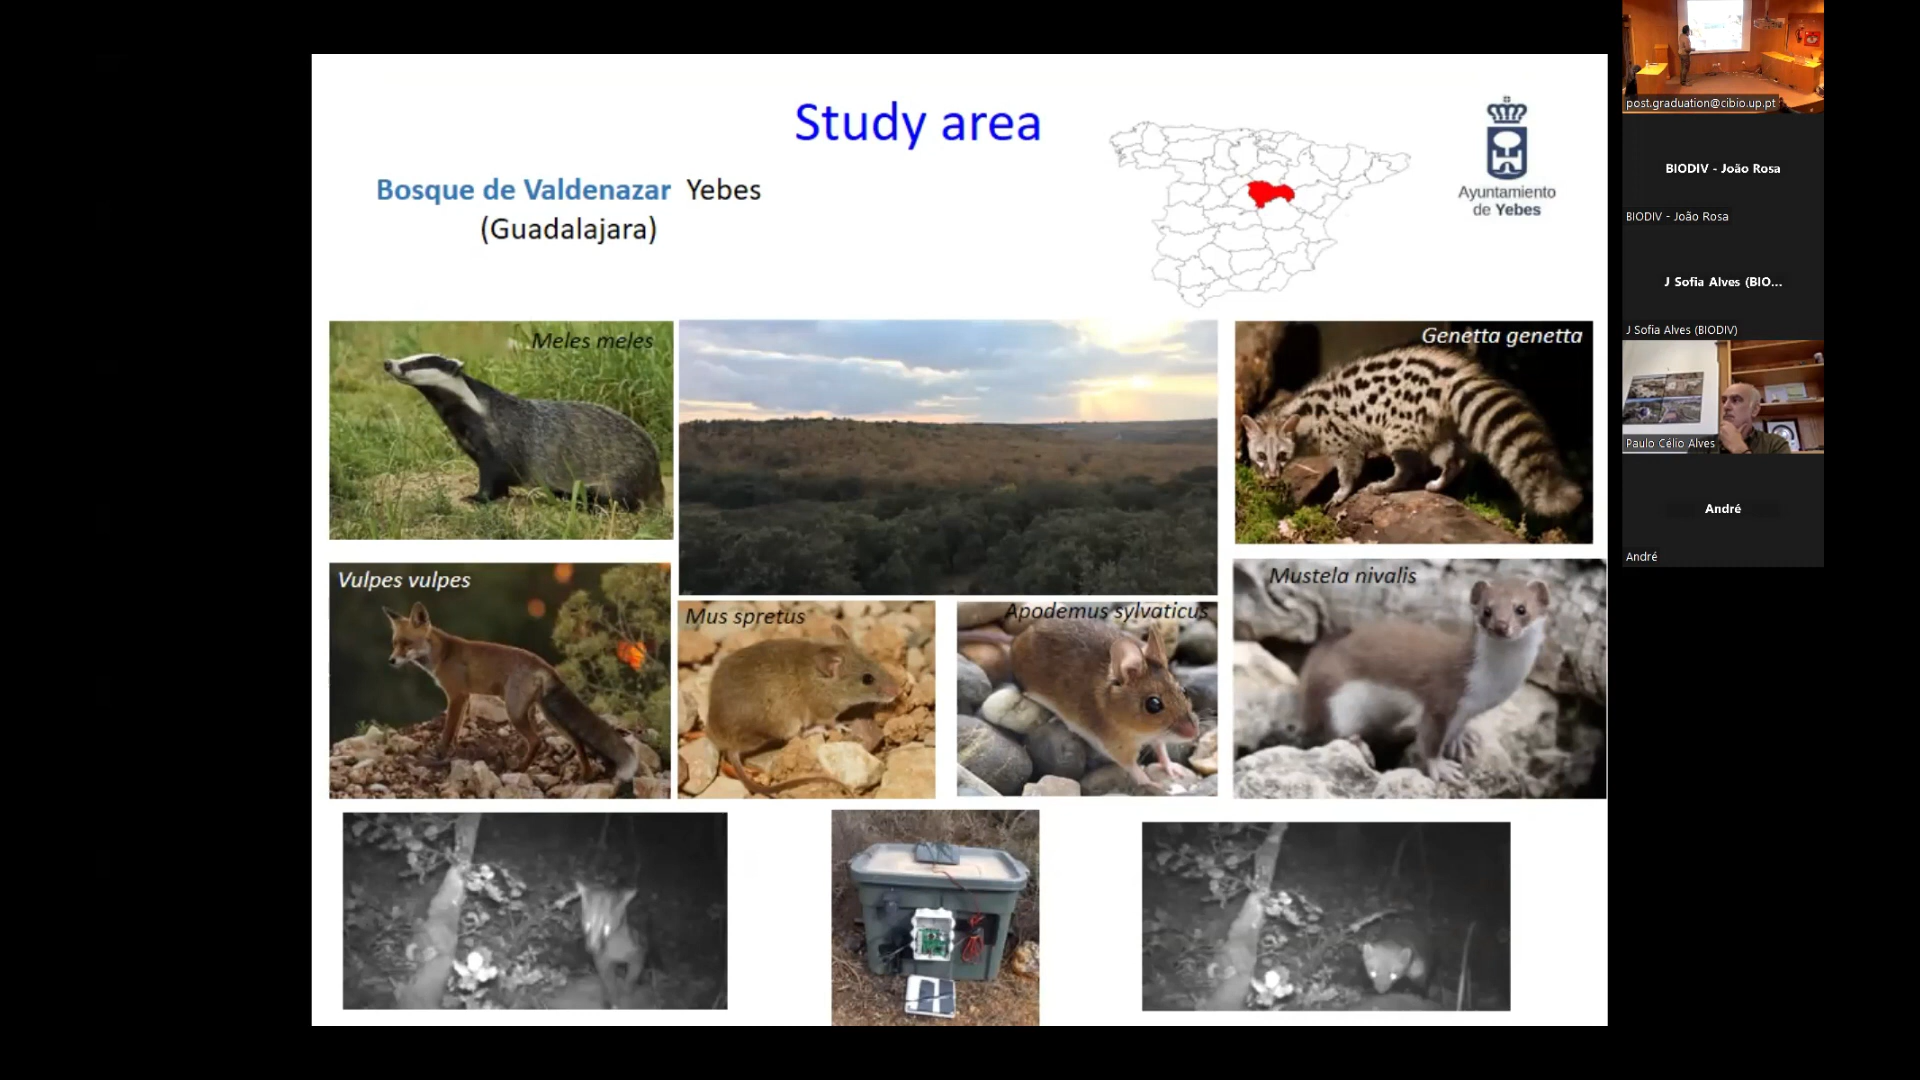 Study area
Bosque de Valdenazar Yebes
(Guadalajara)
Ayuntamiento
de Yebes
Meles meles
Genetta genetta
Vulpes vulpes
Mus spretus
Apodemus sylvaticus
Mustela nivalis
post.graduation@cibio.up.pt
BIODIV - João Rosa
BIODIV - João Rosa
J Sofia Alves (BIO...
J Sofia Alves (BIODIV)
Paulo Célio Alves
André
André